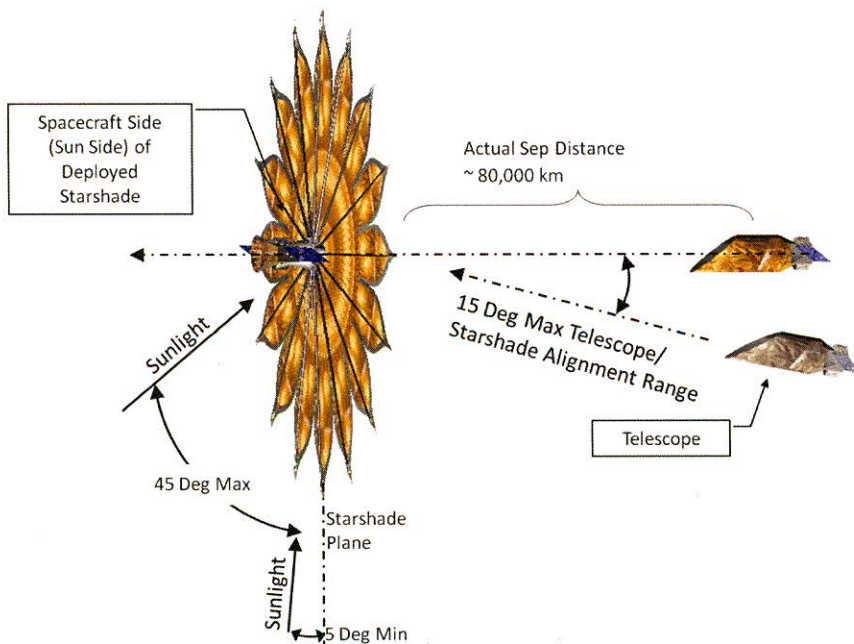 Spacecraft Side
(Sun Side) of
Deployed
Starshade
Actual Sep Distance
~ 80,000 km
15 Deg Max Telescope/
Starshade Alignment Range
Sunlight
Telescope
45 Deg Max
Starshade
Plane
Sunlight
5 Deg Min